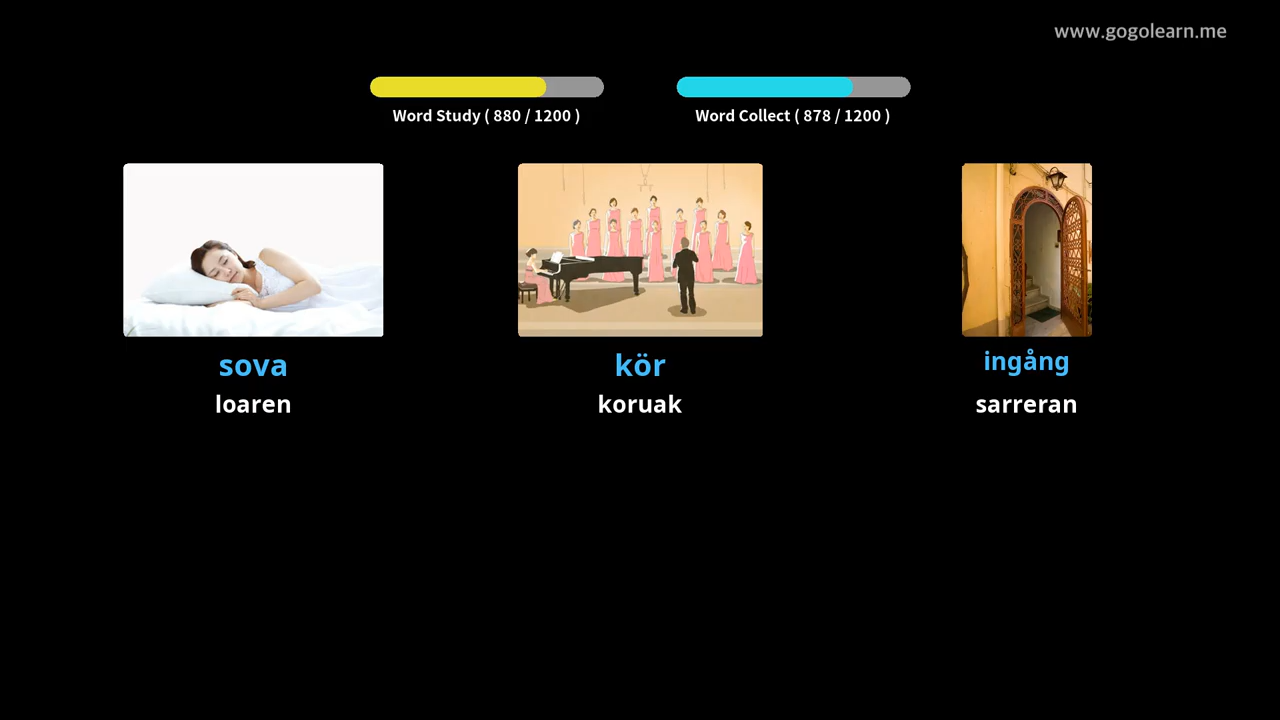 www.gogolearn.me
Word Study ( 880 / 1200 )
Word Collect ( 878 / 1200 )
sova
loaren
kör
koruak
ingång
sarreran